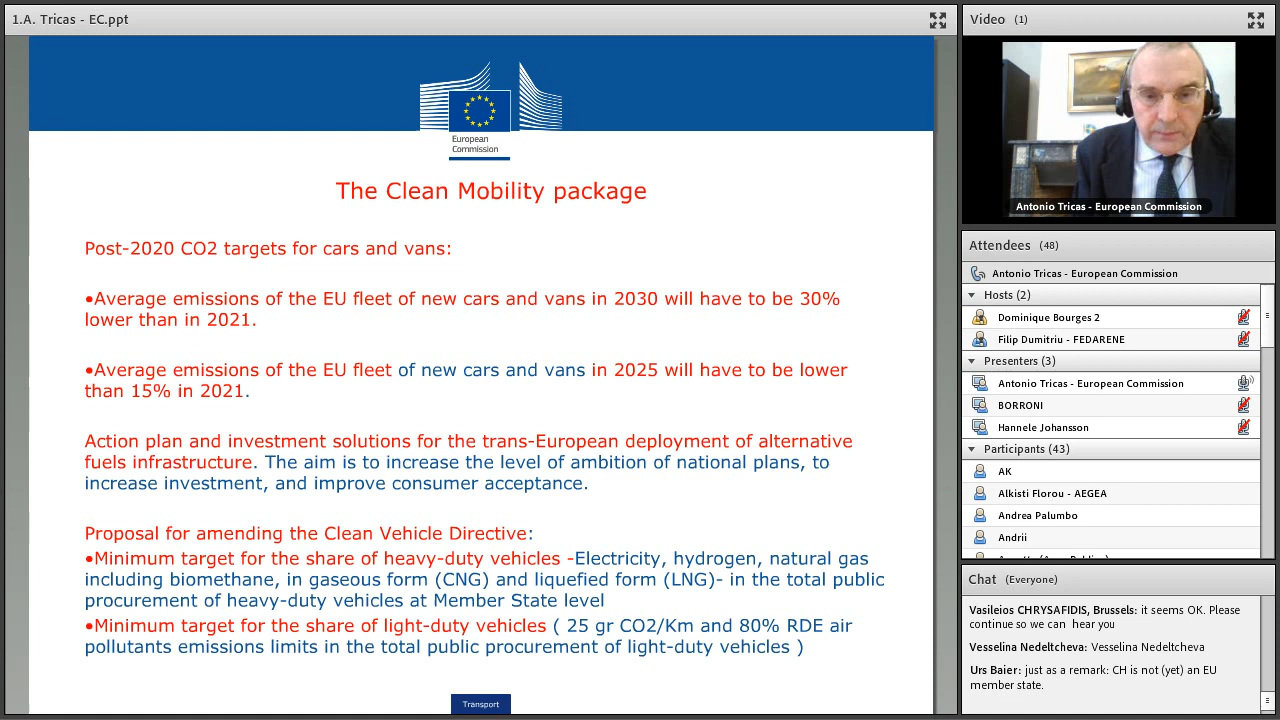 1.A. Tricas - EC.ppt
European
Commission
The Clean Mobility package
Post-2020 CO2 targets for cars and vans:
•Average emissions of the EU fleet of new cars and vans in 2030 will have to be 30%
lower than in 2021.
•Average emissions of the EU fleet of new cars and vans in 2025 will have to be lower
than 15% in 2021.
Action plan and investment solutions for the trans-European deployment of alternative
fuels infrastructure. The aim is to increase the level of ambition of national plans, to
increase investment, and improve consumer acceptance.
Proposal for amending the Clean Vehicle Directive:
•Minimum target for the share of heavy-duty vehicles -Electricity, hydrogen, natural gas
including biomethane, in gaseous form (CNG) and liquefied form (LNG)- in the total public
procurement of heavy-duty vehicles at Member State level
•Minimum target for the share of light-duty vehicles ( 25 gr CO2/Km and 80% RDE air
pollutants emissions limits in the total public procurement of light-duty vehicles )
Transport
Video (1)
Antonio Tricas - European Commission
Attendees (48)
Antonio Tricas - European Commission
Hosts (2)
Dominique Bourges 2
Filip Dumitriu - FEDARENE
Presenters (3)
Antonio Tricas - European Commission
BORRONI
Hannele Johansson
Participants (43)
AK
Alkisti Florou - AEGEA
Andrea Palumbo
Andrii
Chat (Everyone)
Vasileios CHRYSAFIDIS, Brussels: it seems OK. Please
continue so we can hear you
Vesselina Nedeltcheva: Vesselina Nedeltcheva
Urs Baier: just as a remark: CH is not (yet) an EU
member state.